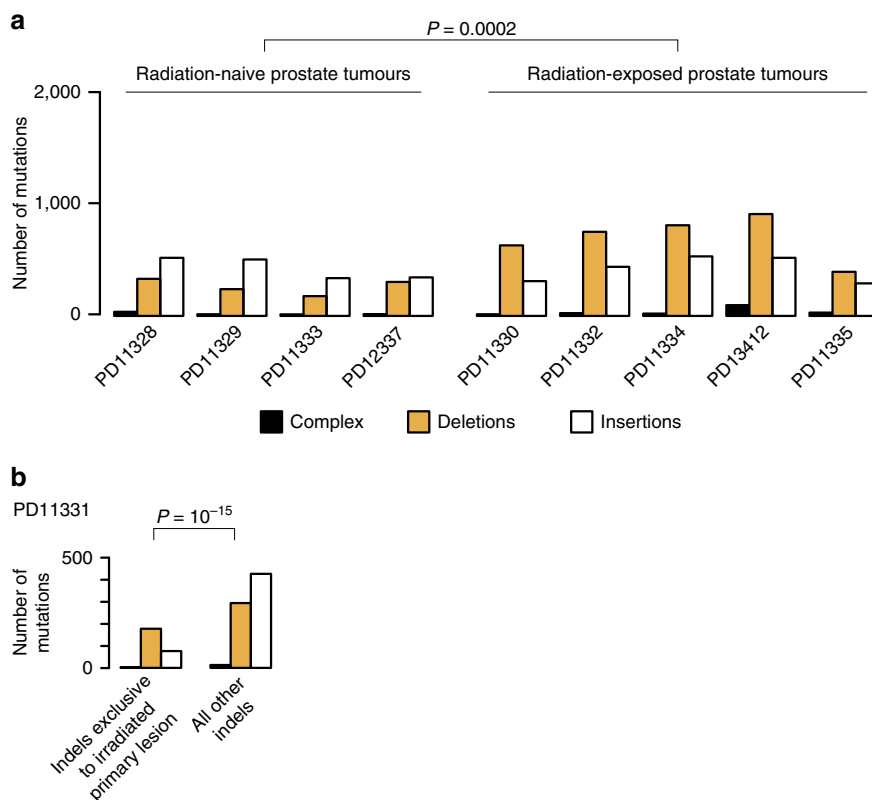 a
P = 0.0002
Radiation-naive prostate tumours
Radiation-exposed prostate tumours
Number of mutations
2,000
1,000
0
PD11328
PD11329
PD11333
PD12337
PD11330
PD11332
PD11334
PD13412
PD11335
Complex
Deletions
Insertions
b
PD11331
P = 10⁻¹⁵
Number of
mutations
500
0
Indels exclusive
to irradiated
primary lesion
All other
indels